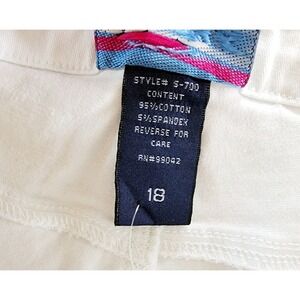 STYLE# S-700
CONTENT
95%COTTON
5%SPANDEX
REVERSE FOR
CARE
RN#99042
18